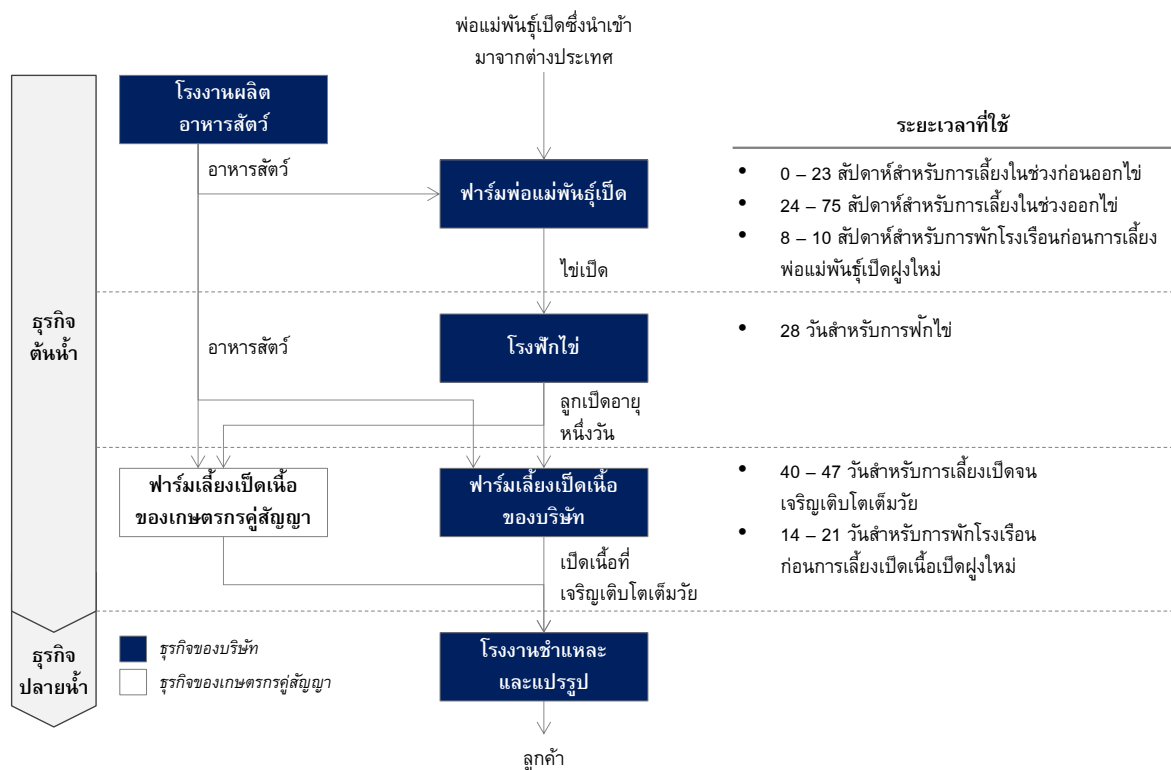 พ่อแม่พันธุ์เป็ดซึ่งนำเข้า
มาจากต่างประเทศ
โรงงานผลิต
อาหารสัตว์
ระยะเวลาที่ใช้
อาหารสัตว์
ฟาร์มพ่อแม่พันธุ์เป็ด
• 0 – 23 สัปดาห์สำหรับการเลี้ยงในช่วงก่อนออกไข่
• 24 – 75 สัปดาห์สำหรับการเลี้ยงในช่วงออกไข่
• 8 – 10 สัปดาห์สำหรับการพักโรงเรือนก่อนการเลี้ยง
พ่อแม่พันธุ์เป็ดฝูงใหม่
ไข่เป็ด
ธุรกิจ
ต้นน้ำ
อาหารสัตว์
โรงฟักไข่
• 28 วันสำหรับการฟักไข่
ลูกเป็ดอายุ
หนึ่งวัน
ฟาร์มเลี้ยงเป็ดเนื้อ
ของเกษตรกรคู่สัญญา
ฟาร์มเลี้ยงเป็ดเนื้อ
ของบริษัท
• 40 – 47 วันสำหรับการเลี้ยงเป็ดจน
เจริญเติบโตเต็มวัย
• 14 – 21 วันสำหรับการพักโรงเรือน
ก่อนการเลี้ยงเป็ดเนื้อเป็ดฝูงใหม่
เป็ดเนื้อที่
เจริญเติบโตเต็มวัย
ธุรกิจ
ปลายน้ำ
ธุรกิจของบริษัท
ธุรกิจของเกษตรกรคู่สัญญา
โรงงานชำแหละ
และแปรรูป
ลูกค้า